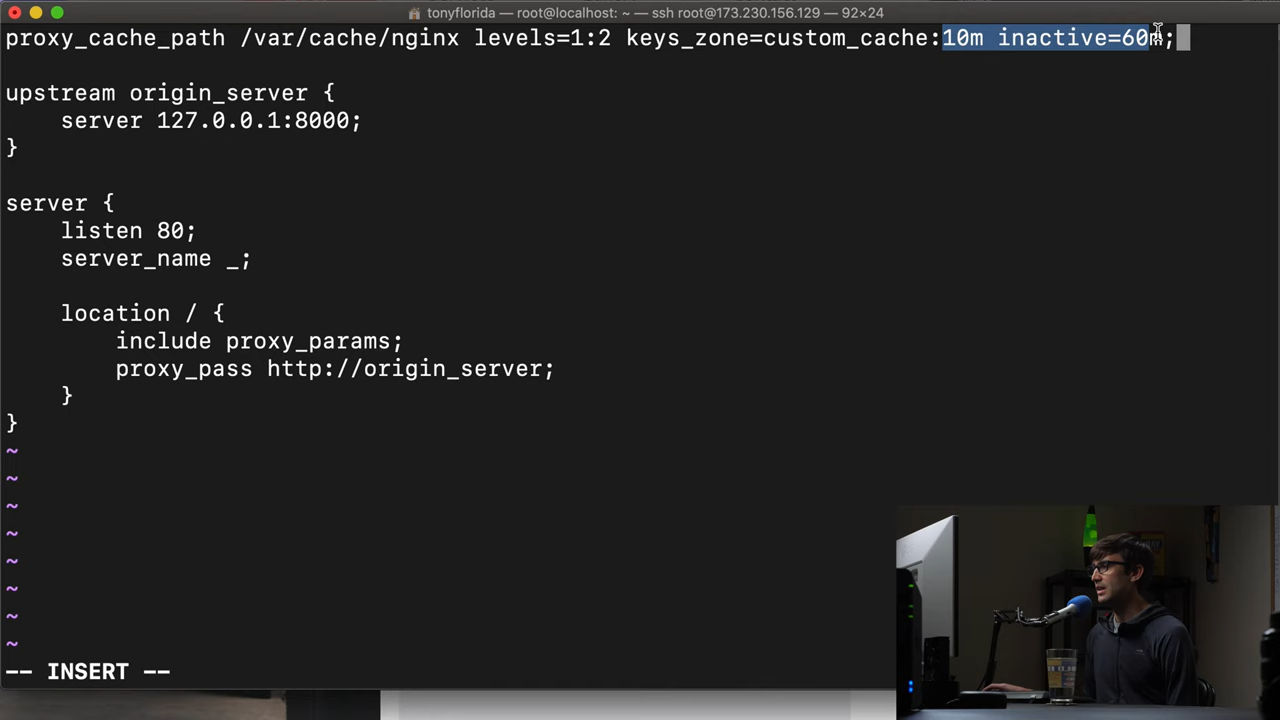 tonyflorida — root@localhost: ~ — ssh root@173.230.156.129 — 92×24
proxy_cache_path /var/cache/nginx levels=1:2 keys_zone=custom_cache:10m inactive=60m;
upstream origin_server {
server 127.0.0.1:8000;
}
server {
listen 80;
server_name _;
location / {
include proxy_params;
proxy_pass http://origin_server;
}
}
~
~
~
~
~
~
~
~
-- INSERT --